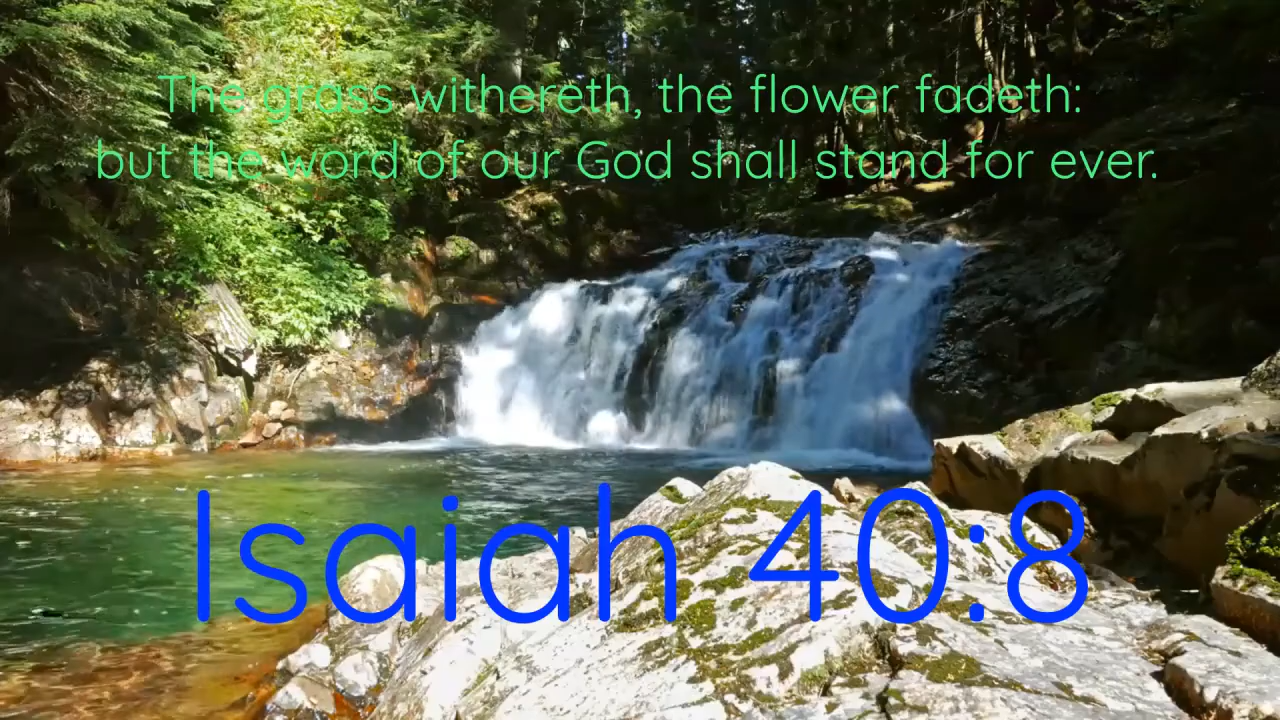 The grass withereth, the flower fadeth:
but the word of our God shall stand for ever.
Isaiah 40:8